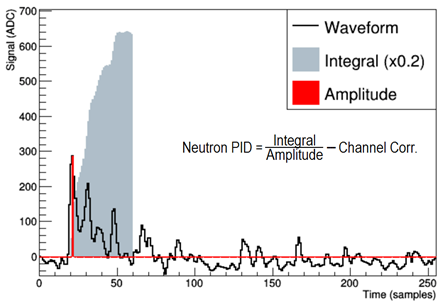 Signal (ADC)
700
600
500
400
300
200
100
0
Waveform
Integral (x0.2)
Amplitude
Neutron PID = Integral/Amplitude − Channel Corr.
0 50 100 150 200 250
Time (samples)